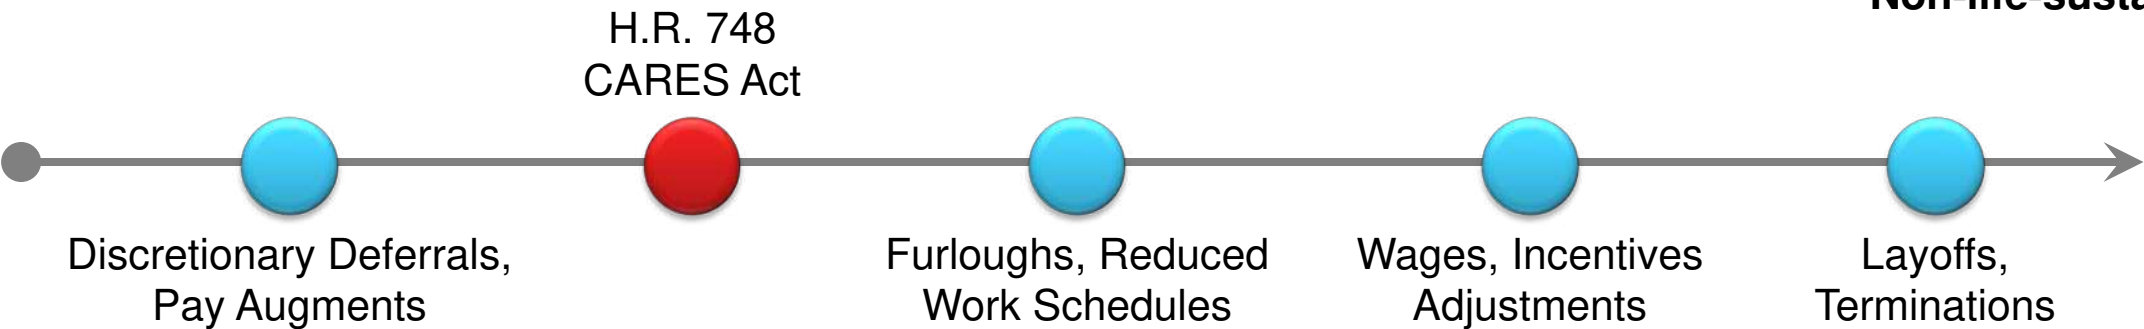 H.R. 748
CARES Act
Discretionary Deferrals,
Pay Augments
Furloughs, Reduced
Work Schedules
Wages, Incentives
Adjustments
Layoffs,
Terminations